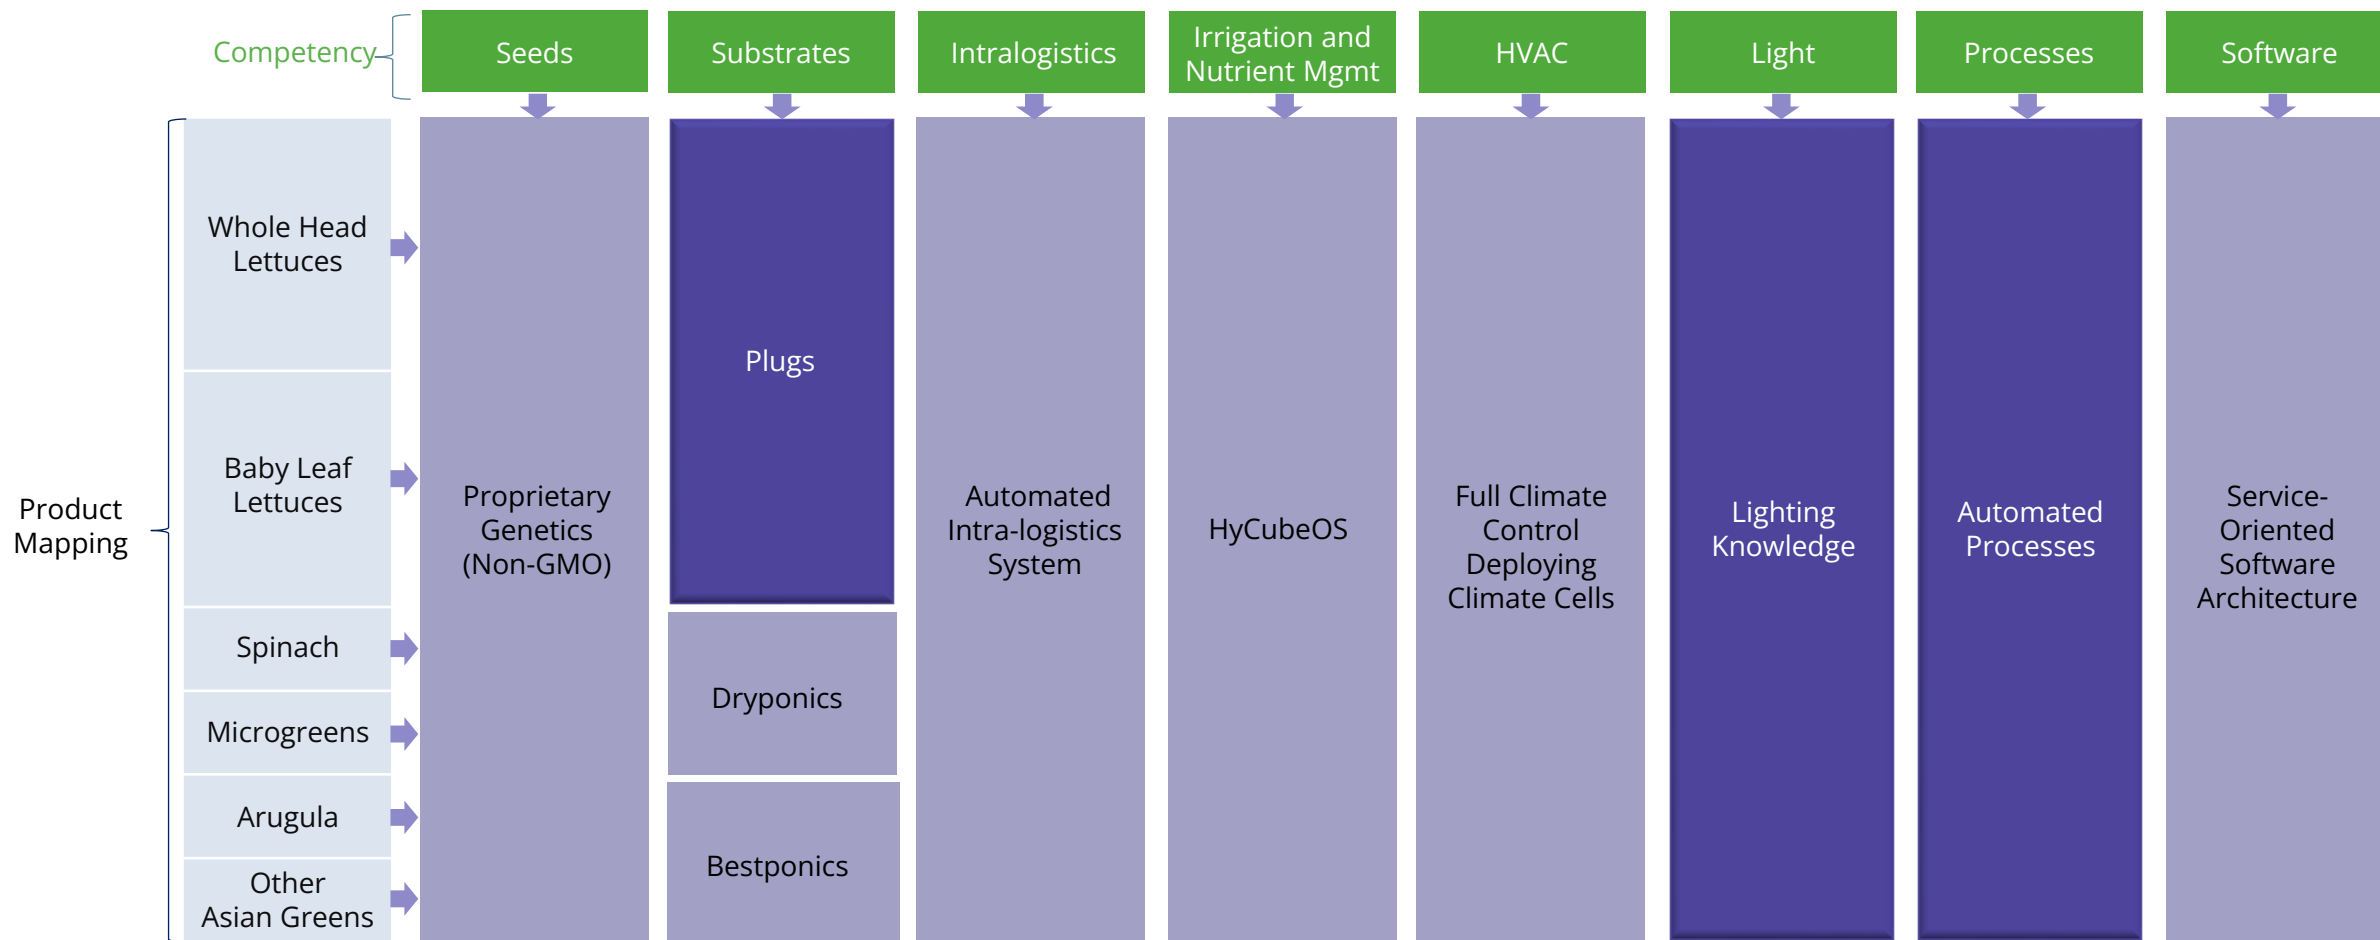 Competency
Seeds
Substrates
Intralogistics
Irrigation and
Nutrient Mgmt
HVAC
Light
Processes
Software
Product
Mapping
Whole Head
Lettuces
Baby Leaf
Lettuces
Spinach
Microgreens
Arugula
Other
Asian Greens
Proprietary
Genetics
(Non-GMO)
Plugs
Dryponics
Bestponics
Automated
Intra-logistics
System
HyCubeOS
Full Climate
Control
Deploying
Climate Cells
Lighting
Knowledge
Automated
Processes
Service-
Oriented
Software
Architecture